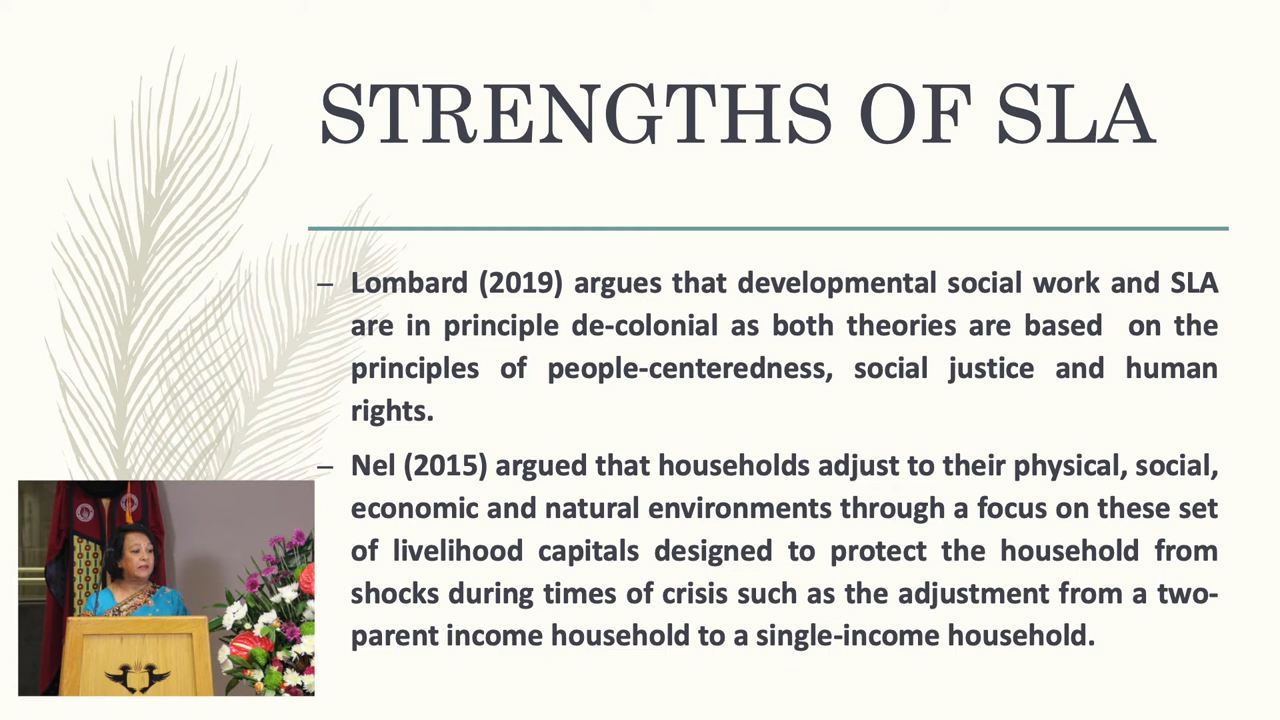 STRENGTHS OF SLA
– Lombard (2019) argues that developmental social work and SLA
are in principle de-colonial as both theories are based on the
principles of people-centeredness, social justice and human
rights.
– Nel (2015) argued that households adjust to their physical, social,
economic and natural environments through a focus on these set
of livelihood capitals designed to protect the household from
shocks during times of crisis such as the adjustment from a two-
parent income household to a single-income household.